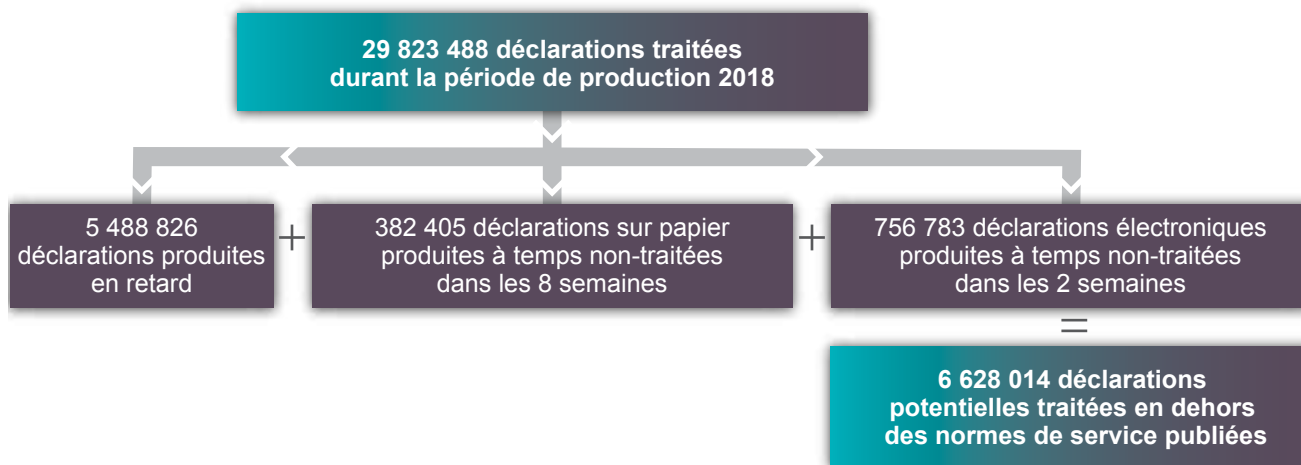 29 823 488 déclarations traitées
durant la période de production 2018
5 488 826
déclarations produites
en retard
+
382 405 déclarations sur papier
produites à temps non-traitées
dans les 8 semaines
+
756 783 déclarations électroniques
produites à temps non-traitées
dans les 2 semaines
=
6 628 014 déclarations
potentielles traitées en dehors
des normes de service publiées